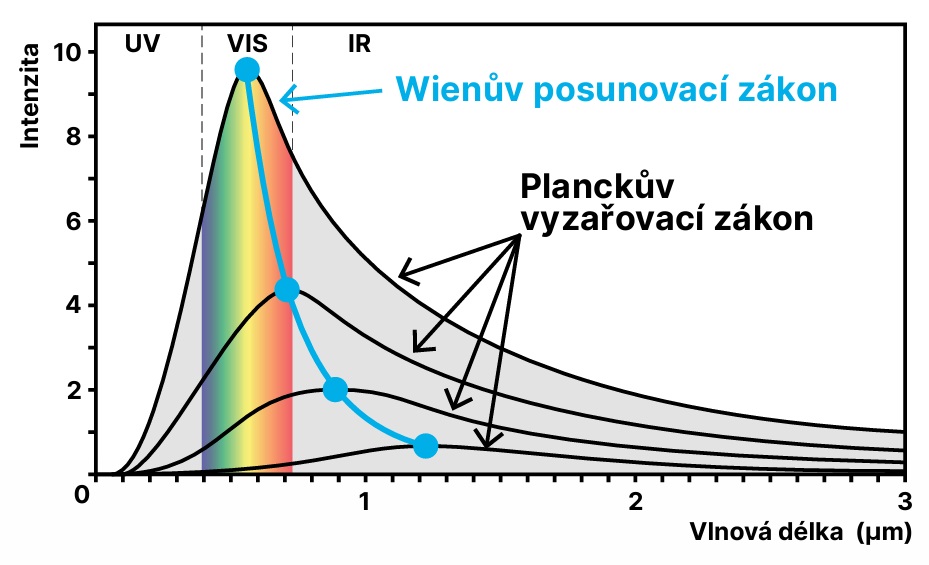 UV VIS IR
Intenzita
10
8
6
4
2
0
1
2
3
Wienův posunovací zákon
Planckův
vyzařovací zákon
Vlnová délka (μm)